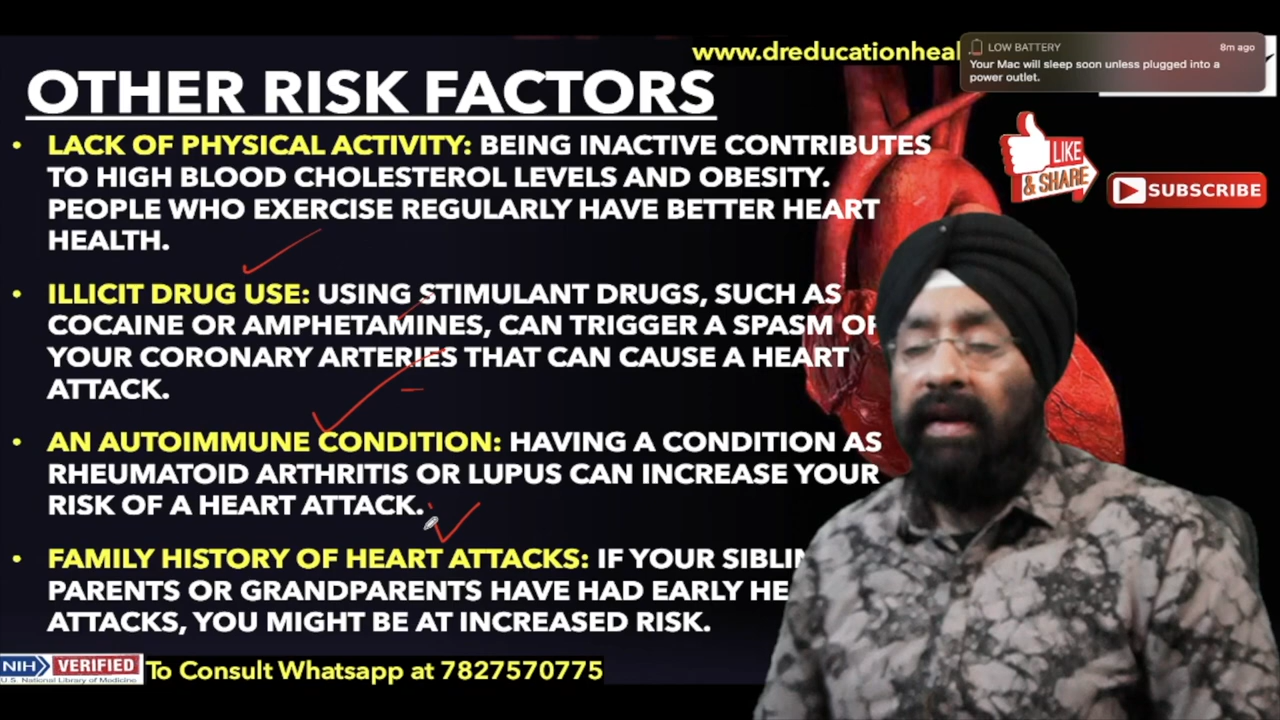 www.dreducationheal
LOW BATTERY
8m ago
Your Mac will sleep soon unless plugged into a
power outlet.
OTHER RISK FACTORS
LIKE
& SHARE
SUBSCRIBE
• LACK OF PHYSICAL ACTIVITY: BEING INACTIVE CONTRIBUTES
TO HIGH BLOOD CHOLESTEROL LEVELS AND OBESITY.
PEOPLE WHO EXERCISE REGULARLY HAVE BETTER HEART
HEALTH.
• ILLICIT DRUG USE: USING STIMULANT DRUGS, SUCH AS
COCAINE OR AMPHETAMINES, CAN TRIGGER A SPASM OF
YOUR CORONARY ARTERIES THAT CAN CAUSE A HEART
ATTACK.
• AN AUTOIMMUNE CONDITION: HAVING A CONDITION AS
RHEUMATOID ARTHRITIS OR LUPUS CAN INCREASE YOUR
RISK OF A HEART ATTACK.
• FAMILY HISTORY OF HEART ATTACKS: IF YOUR SIBLIN
PARENTS OR GRANDPARENTS HAVE HAD EARLY HE
ATTACKS, YOU MIGHT BE AT INCREASED RISK.
NIH VERIFIED
U.S. National Library of Medicine
To Consult Whatsapp at 7827570775